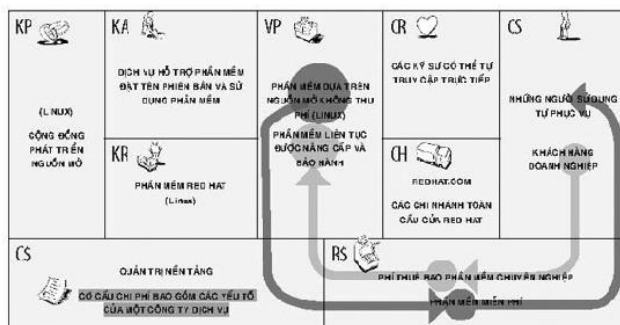 KP
(LINUX)
CỘNG ĐỒNG
PHÁT TRIỂN
NGUỒN MỞ
KA
DỊCH VỤ HỖ TRỢ PHẦN MỀM
ĐẶT TÊN PHIÊN BẢN VÀ SỬ
DỤNG PHẦN MỀM
KR
PHẦN MỀM RED HAT
(Linux)
VP
PHẦN MỀM DỰA TRÊN
NGUỒN MỞ KHÔNG THU
PHÍ (LINUX)
PHẦN MỀM LIÊN TỤC
ĐƯỢC NÂNG CẤP VÀ
BẢO HÀNH
CR
CÁC KỸ SƯ CÓ THỂ TỰ
TRUY CẬP TRỰC TIẾP
CH
REDHAT.COM
CÁC CHI NHÁNH TOÀN
CẦU CỦA RED HAT
CS
NHỮNG NGƯỜI SỬ DỤNG
TỰ PHỤC VỤ
KHÁCH HÀNG
DOANH NGHIỆP
C$
QUẢN TRỊ NỀN TẢNG
CƠ CẤU CHI PHÍ BAO GỒM CÁC YẾU TỐ
CỦA MỘT CÔNG TY DỊCH VỤ
R$
PHÍ THUÊ BAO PHẦN MỀM CHUYÊN NGHIỆP
PHẦN MỀM MIỄN PHÍ